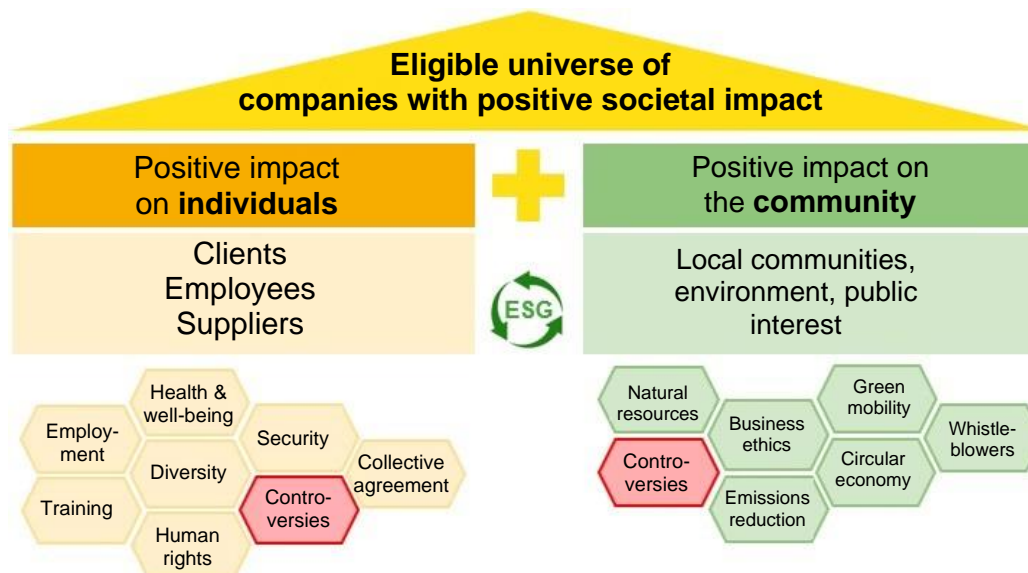 Eligible universe of
companies with positive societal impact
Positive impact
on individuals
Positive impact on
the community
Clients
Employees
Suppliers
ESG
Local communities,
environment, public
interest
Health &
well-being
Employ-
ment
Security
Diversity
Collective
agreement
Training
Contro-
versies
Human
rights
Natural
resources
Green
mobility
Business
ethics
Whistle-
blowers
Contro-
versies
Circular
economy
Emissions
reduction